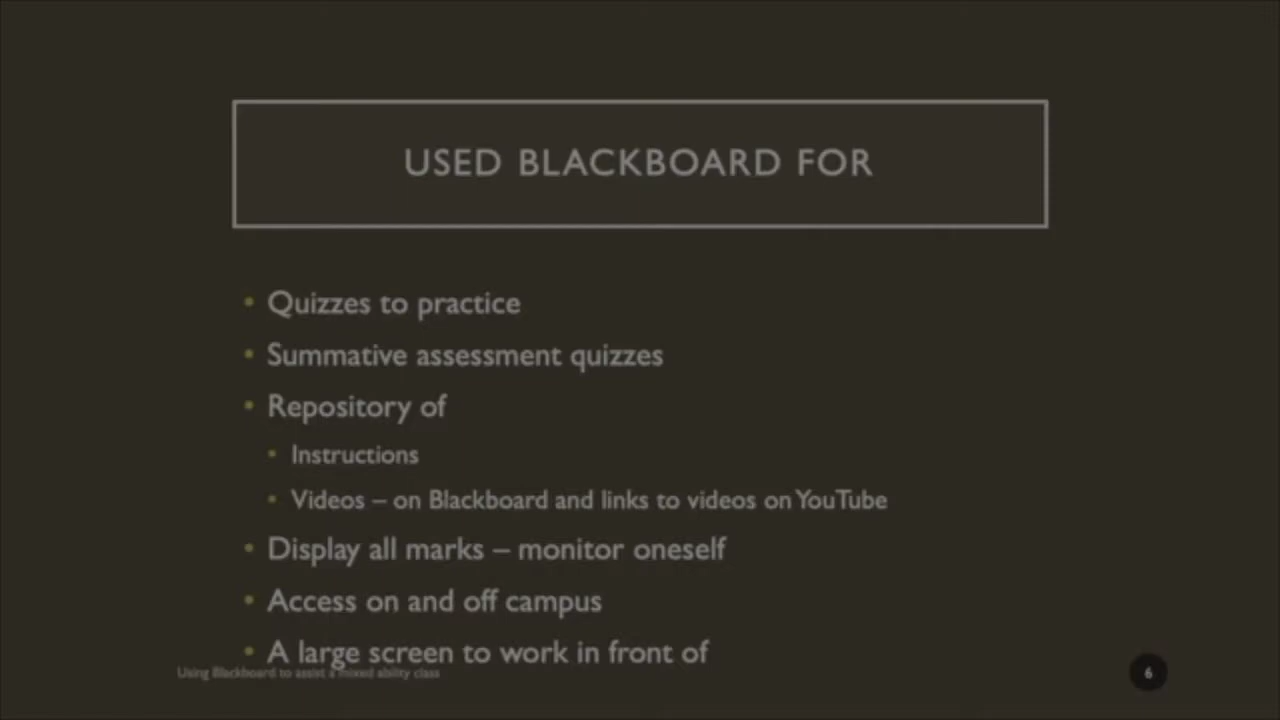 USED BLACKBOARD FOR
• Quizzes to practice
• Summative assessment quizzes
• Repository of
• Instructions
• Videos – on Blackboard and links to videos on YouTube
• Display all marks – monitor oneself
• Access on and off campus
• A large screen to work in front of
Using Blackboard to assist a mixed ability class
6